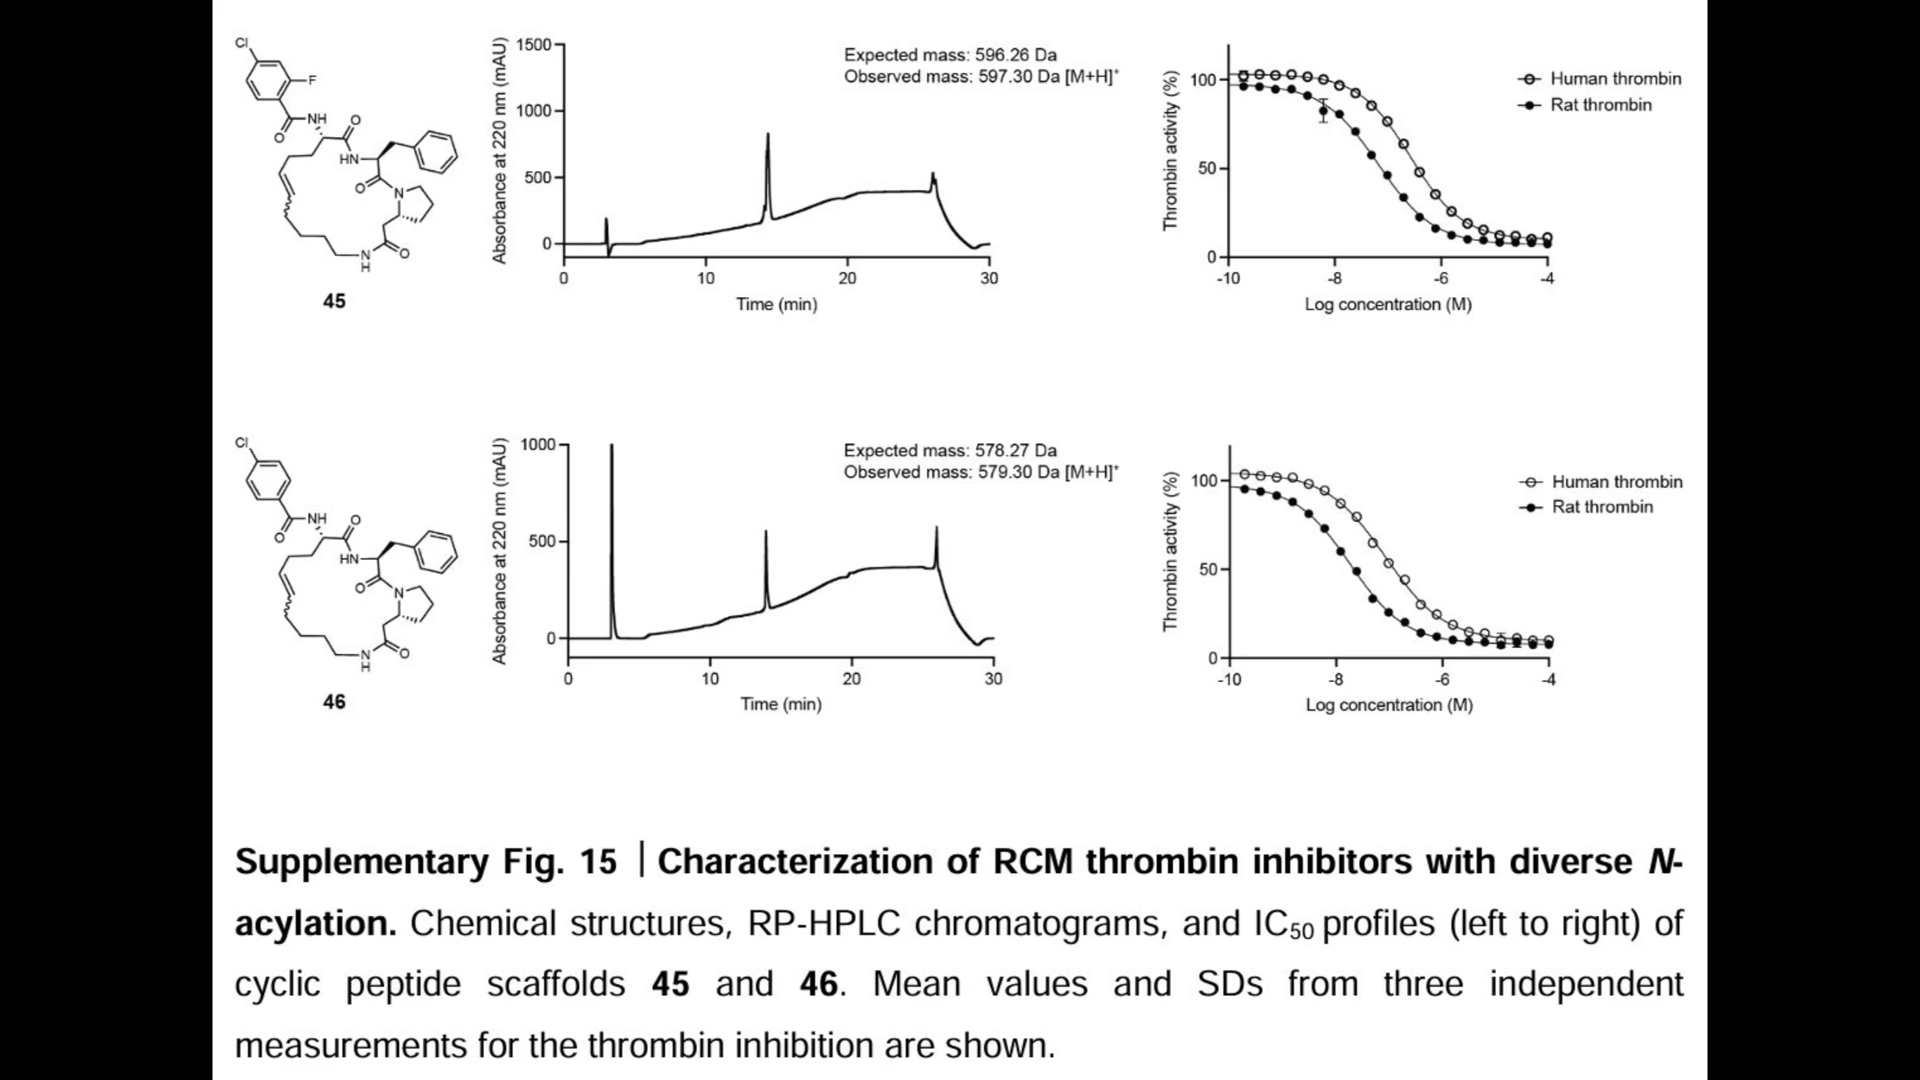 Cl
F
NH
O
O
HN
O
N
N
H
O
45
Absorbance at 220 nm (mAU)
1500
1000
500
0
0
10
20
30
Time (min)
Expected mass: 596.26 Da
Observed mass: 597.30 Da [M+H]⁺
Thrombin activity (%)
100
50
0
-10
-8
-6
-4
Log concentration (M)
Human thrombin
Rat thrombin
Cl
NH
O
O
HN
O
N
N
H
O
46
Absorbance at 220 nm (mAU)
1000
500
0
0
10
20
30
Time (min)
Expected mass: 578.27 Da
Observed mass: 579.30 Da [M+H]⁺
Thrombin activity (%)
100
50
0
-10
-8
-6
-4
Log concentration (M)
Human thrombin
Rat thrombin
Supplementary Fig. 15 | Characterization of RCM thrombin inhibitors with diverse N-
acylation. Chemical structures, RP-HPLC chromatograms, and IC₅₀ profiles (left to right) of
cyclic peptide scaffolds 45 and 46. Mean values and SDs from three independent
measurements for the thrombin inhibition are shown.